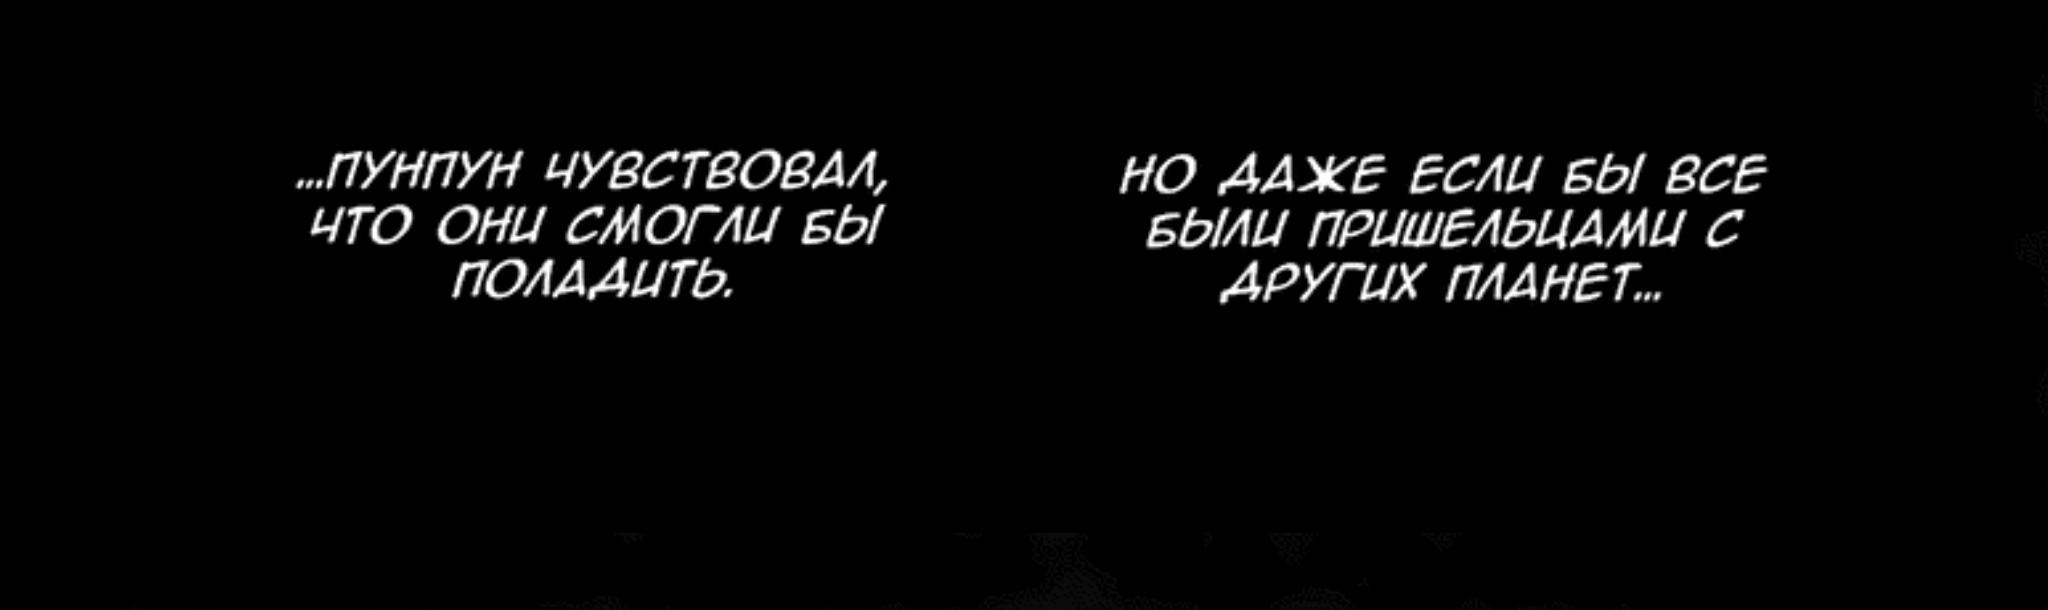 НО ДАЖЕ ЕСЛИ БЫ ВСЕ
БЫЛИ ПРИШЕЛЬЦАМИ С
ДРУГИХ ПЛАНЕТ...
...ПУНПУН ЧУВСТВОВАЛ,
ЧТО ОНИ СМОГЛИ БЫ
ПОЛАДИТЬ.